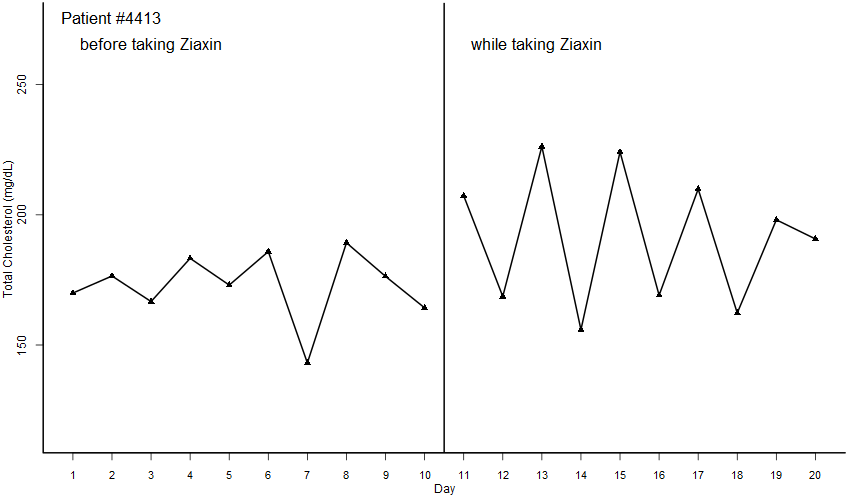 Patient #4413
before taking Ziaxin
while taking Ziaxin
Total Cholesterol (mg/dL)
250
200
150
1 2 3 4 5 6 7 8 9 10 11 12 13 14 15 16 17 18 19 20
Day